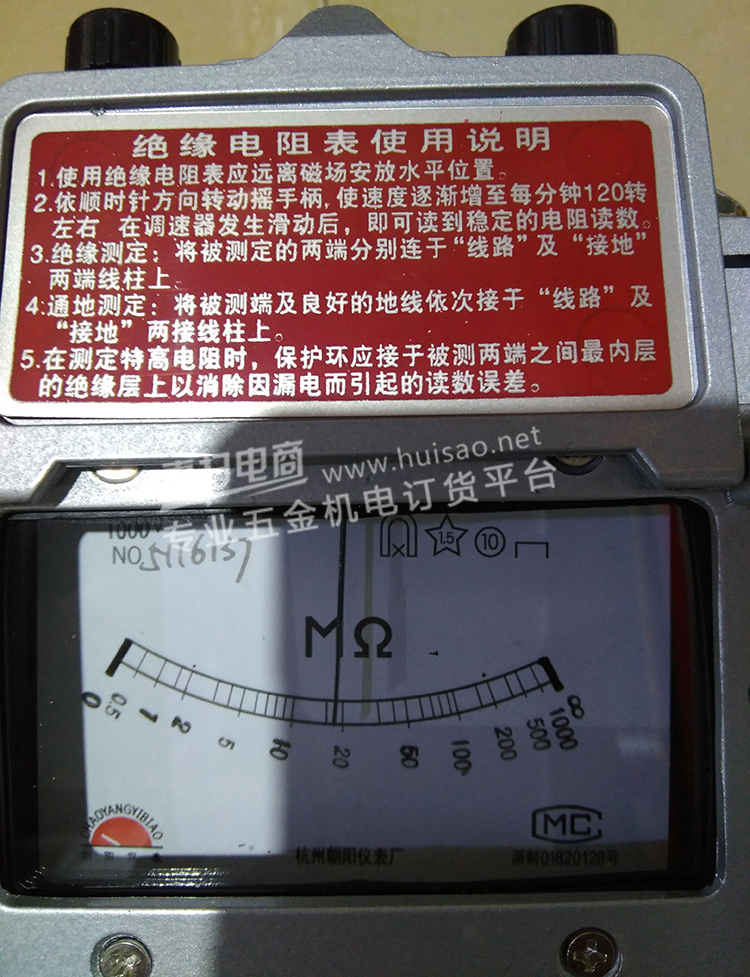 绝缘电阻表使用说明
1.使用绝缘电阻表应远离磁场安放水平位置。
2.依顺时针方向转动摇手柄,使速度逐渐增至每分钟120转
左右 在调速器发生滑动后，即可读到稳定的电阻读数。
3.绝缘测定：将被测定的两端分别连于“线路”及“接地”
两端线柱上。
4:通地测定：将被测端及良好的地线依次接于“线路”及
“接地”两接线柱上。
5.在测定特高电阻时，保护环应接于被测两端之间最内层
的绝缘层上以消除因漏电而引起的读数误差。
电商 www.huisao.net
专业五金机电订货平台
1000V
NO
1.5 10
MΩ
0 0.5 1 2 5 10 20 50 100 200 500 1000 ∞
CHAOYANGYIBIAO
MC
杭州朝阳仪表厂
浙制01820128号